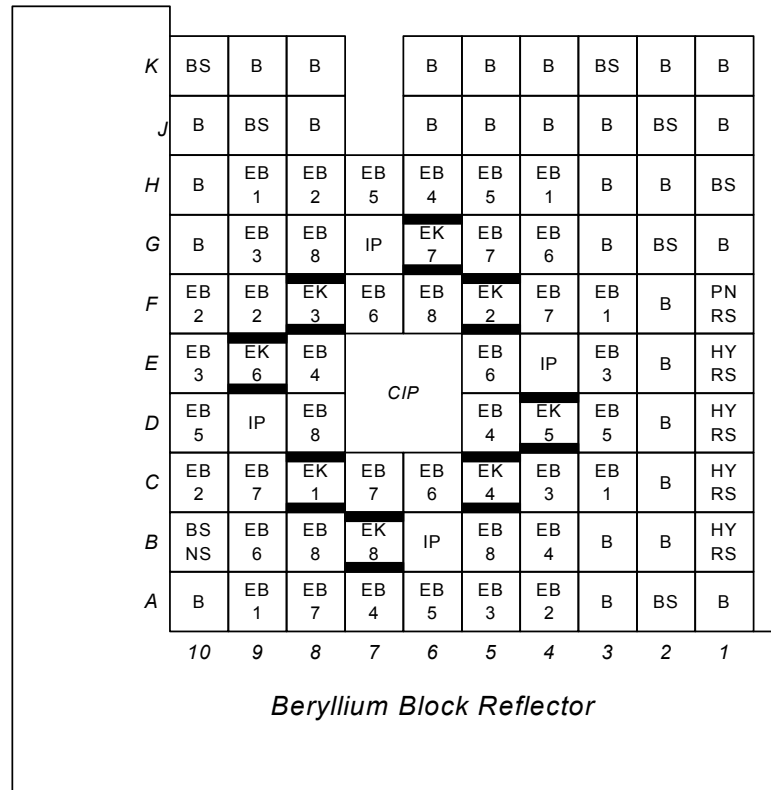 K BS B B B B B BS B B
J B BS B B B B B BS B
H B EB 1 EB 2 EB 5 EB 4 EB 5 EB 1 B B BS
G B EB 3 EB 8 IP EK 7 EB 7 EB 6 B BS B
F EB 2 EB 2 EK 3 EB 6 EB 8 EK 2 EB 7 EB 1 B PN RS
E EB 3 EK 6 EB 4 EB 6 IP EB 3 B HY RS
CIP
D EB 5 IP EB 8 EB 4 EK 5 EB 5 B HY RS
C EB 2 EB 7 EK 1 EB 7 EB 6 EK 4 EB 3 EB 1 B HY RS
B BS NS EB 6 EB 8 EK 8 IP EB 8 EB 4 B B HY RS
A B EB 1 EB 7 EB 4 EB 5 EB 3 EB 2 B BS B
10 9 8 7 6 5 4 3 2 1
Beryllium Block Reflector